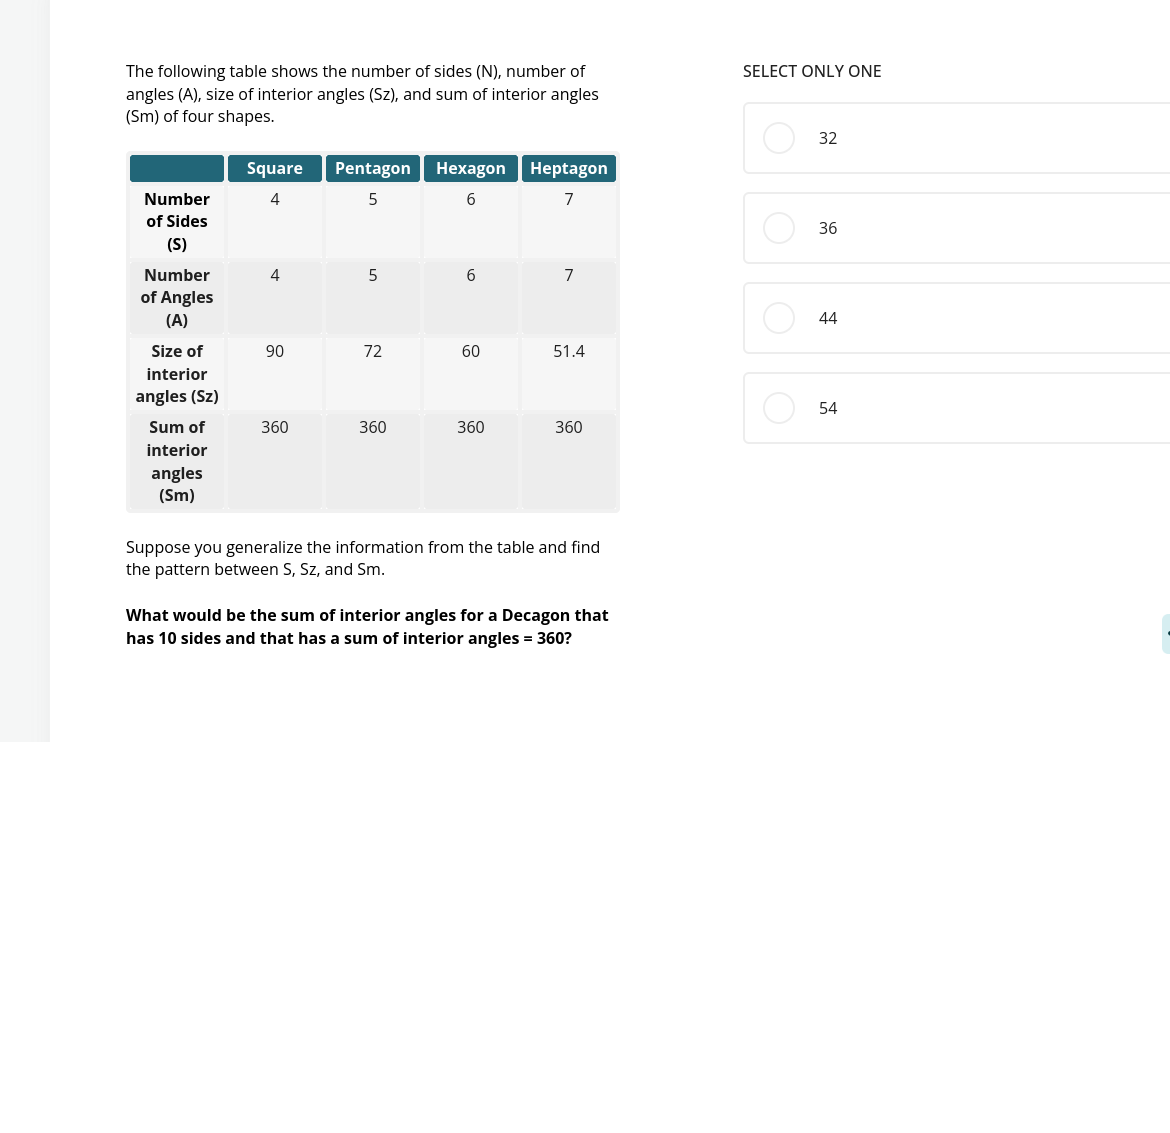 The following table shows the number of sides (N), number of
angles (A), size of interior angles (Sz), and sum of interior angles
(Sm) of four shapes.
Square Pentagon Hexagon Heptagon
Number
of Sides
(S)
4 5 6 7
Number
of Angles
(A)
4 5 6 7
Size of
interior
angles (Sz)
90 72 60 51.4
Sum of
interior
angles
(Sm)
360 360 360 360
Suppose you generalize the information from the table and find
the pattern between S, Sz, and Sm.
What would be the sum of interior angles for a Decagon that
has 10 sides and that has a sum of interior angles = 360?
SELECT ONLY ONE
32
36
44
54